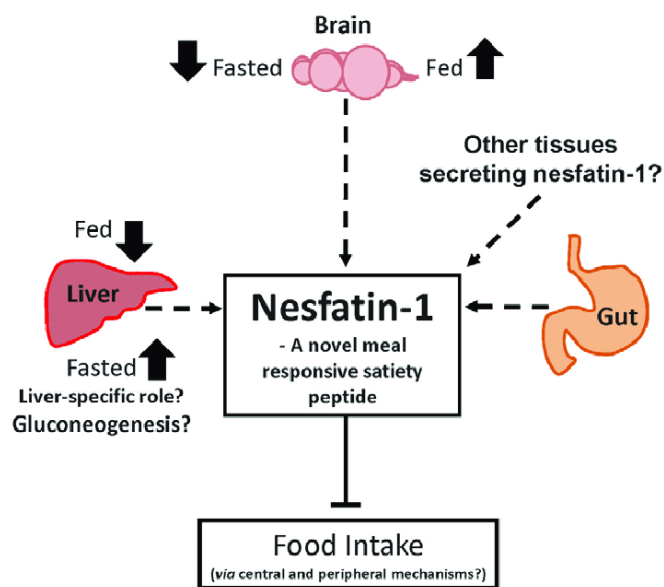 Brain
Fasted
Fed
Other tissues
secreting nesfatin-1?
Fed
Liver
Nesfatin-1
- A novel meal
responsive satiety
peptide
Gut
Fasted
Liver-specific role?
Gluconeogenesis?
Food Intake
(via central and peripheral mechanisms?)